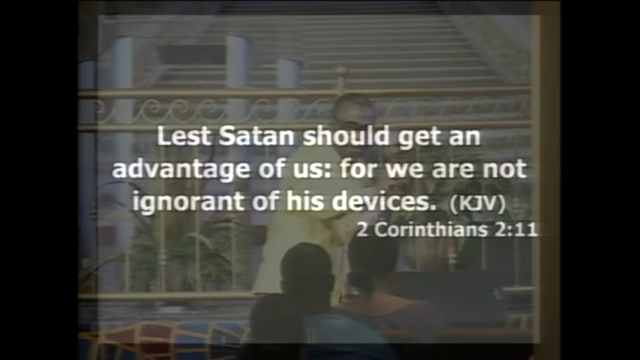 Lest Satan should get an
advantage of us: for we are not
ignorant of his devices. (KJV)
2 Corinthians 2:11